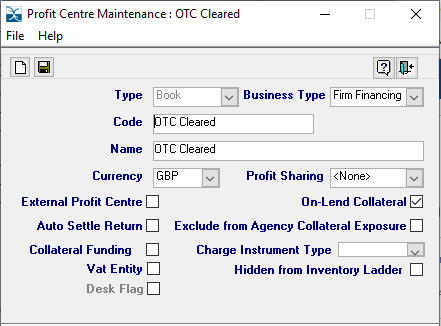 Profit Centre Maintenance : OTC Cleared
File Help
Type Book Business Type Firm Financing
Code OTC Cleared
Name OTC Cleared
Currency GBP Profit Sharing <None>
External Profit Centre On-Lend Collateral
Auto Settle Return Exclude from Agency Collateral Exposure
Collateral Funding Charge Instrument Type
Vat Entity Hidden from Inventory Ladder
Desk Flag